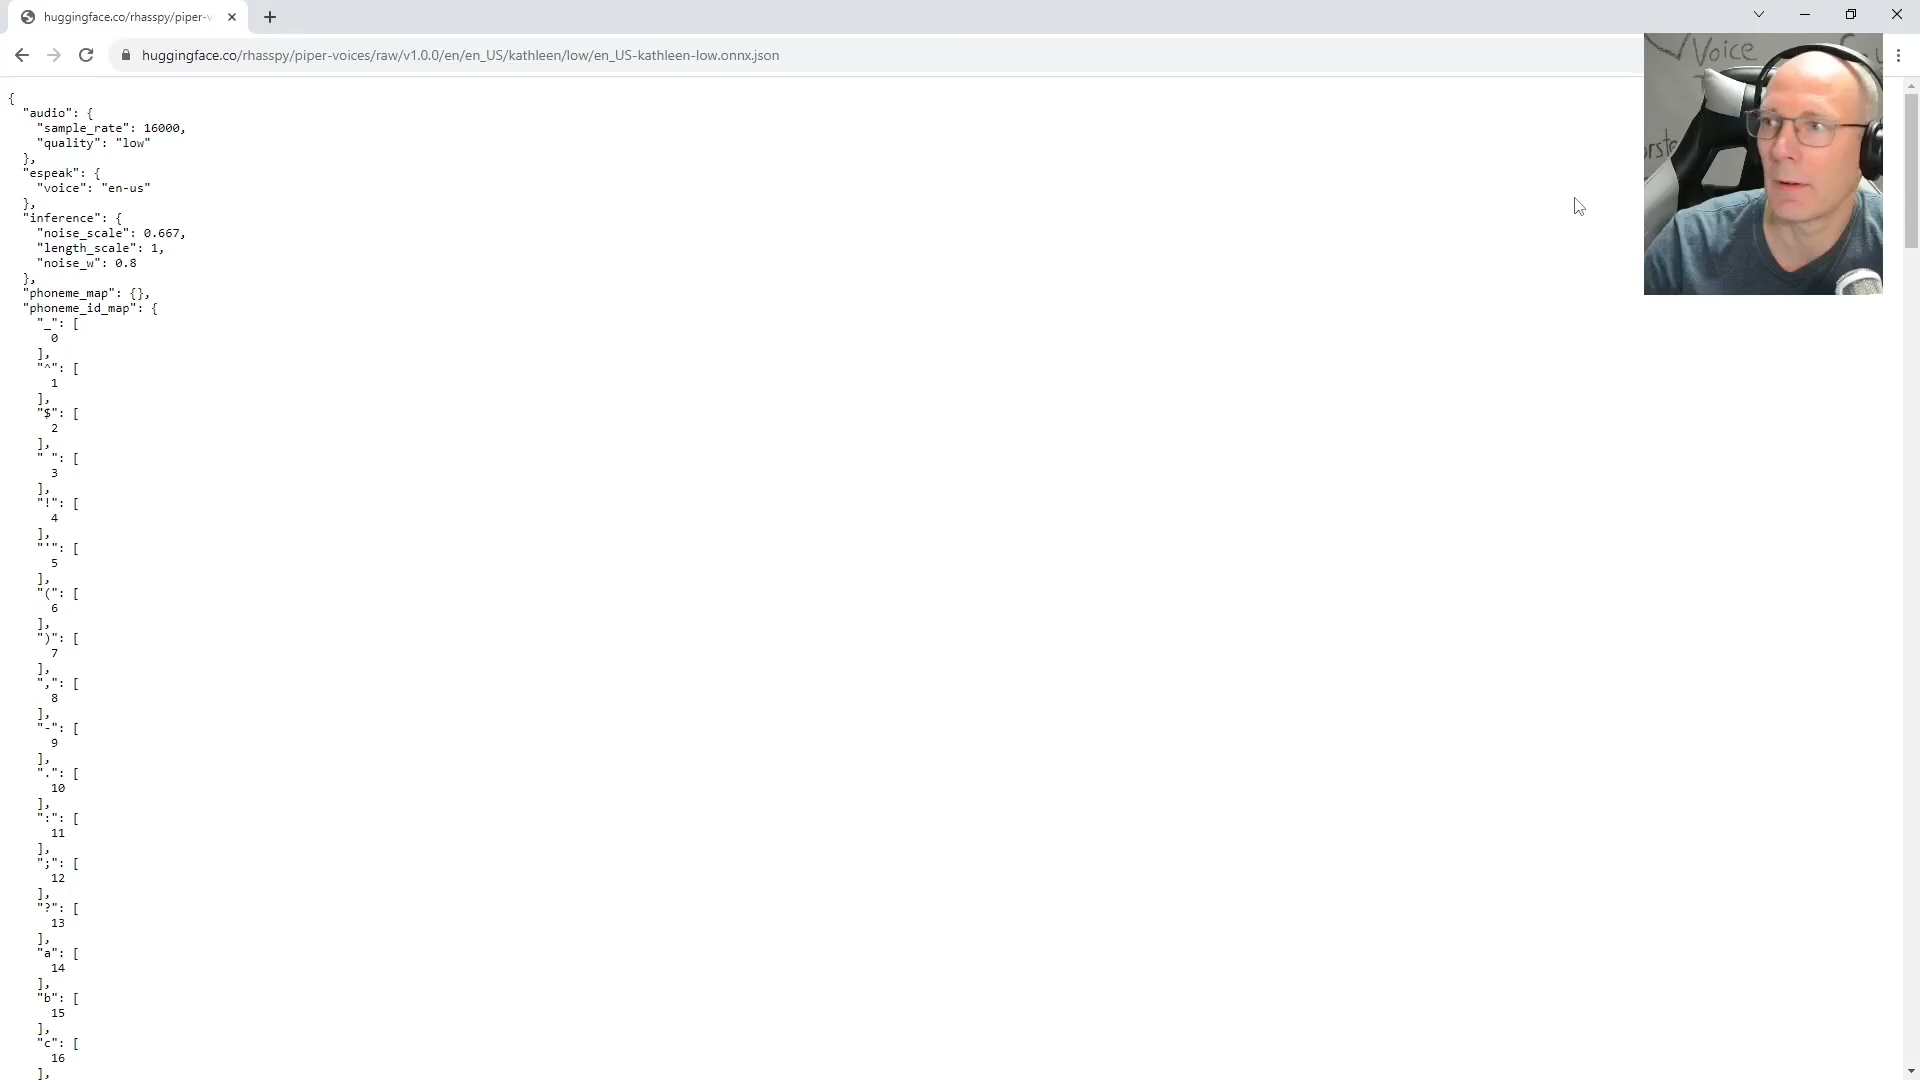 huggingface.co/rhasspy/piper-v
huggingface.co/rhasspy/piper-voices/raw/v1.0.0/en/en_US/kathleen/low/en_US-kathleen-low.onnx.json
Voice
{
"audio": {
"sample_rate": 16000,
"quality": "low"
},
"espeak": {
"voice": "en-us"
},
"inference": {
"noise_scale": 0.667,
"length_scale": 1,
"noise_w": 0.8
},
"phoneme_map": {},
"phoneme_id_map": {
"_": [
0
],
"^": [
1
],
"$": [
2
],
" ": [
3
],
"!": [
4
],
"'": [
5
],
"(": [
6
],
")": [
7
],
",": [
8
],
"-": [
9
],
".": [
10
],
":": [
11
],
";": [
12
],
"?": [
13
],
"a": [
14
],
"b": [
15
],
"c": [
16
],